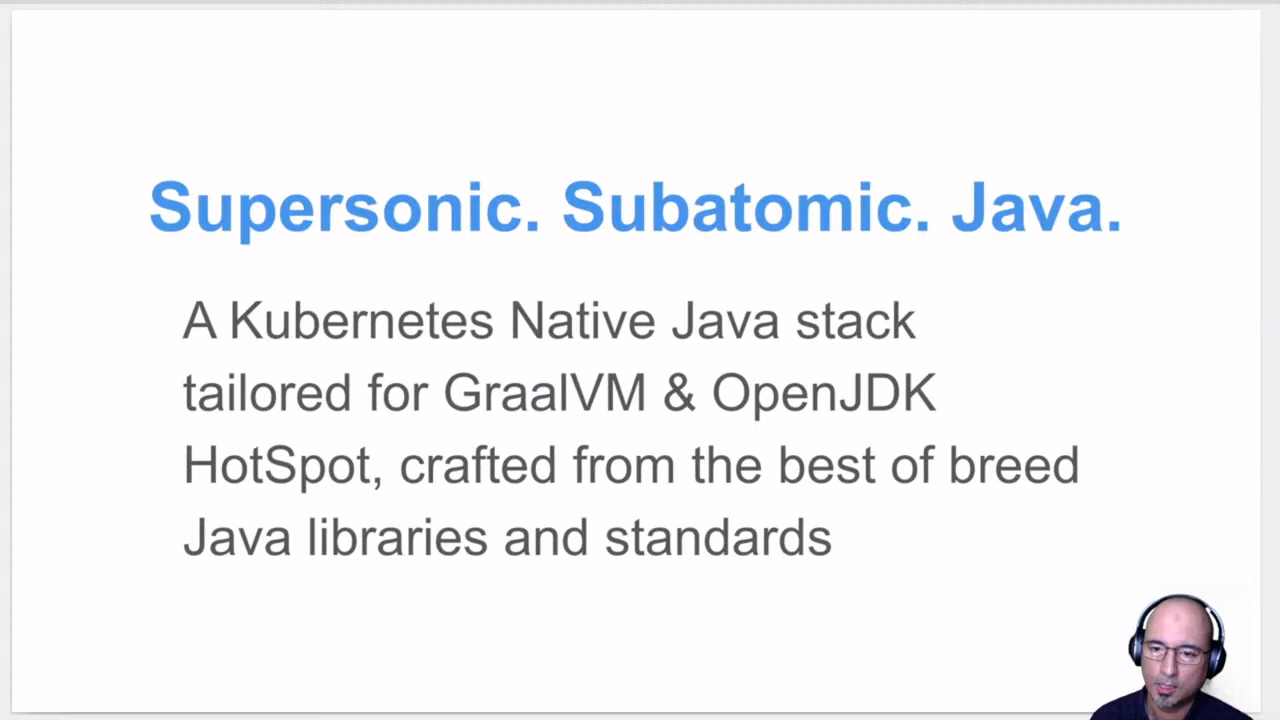 Supersonic. Subatomic. Java.
A Kubernetes Native Java stack
tailored for GraalVM & OpenJDK
HotSpot, crafted from the best of breed
Java libraries and standards